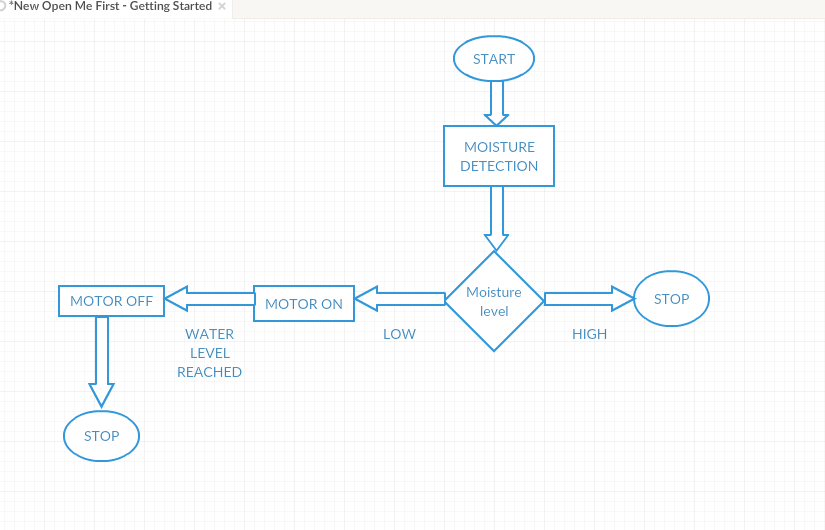 *New Open Me First - Getting Started ×
START
MOISTURE
DETECTION
Moisture
level
STOP
MOTOR OFF
MOTOR ON
WATER
LEVEL
REACHED
LOW
HIGH
STOP